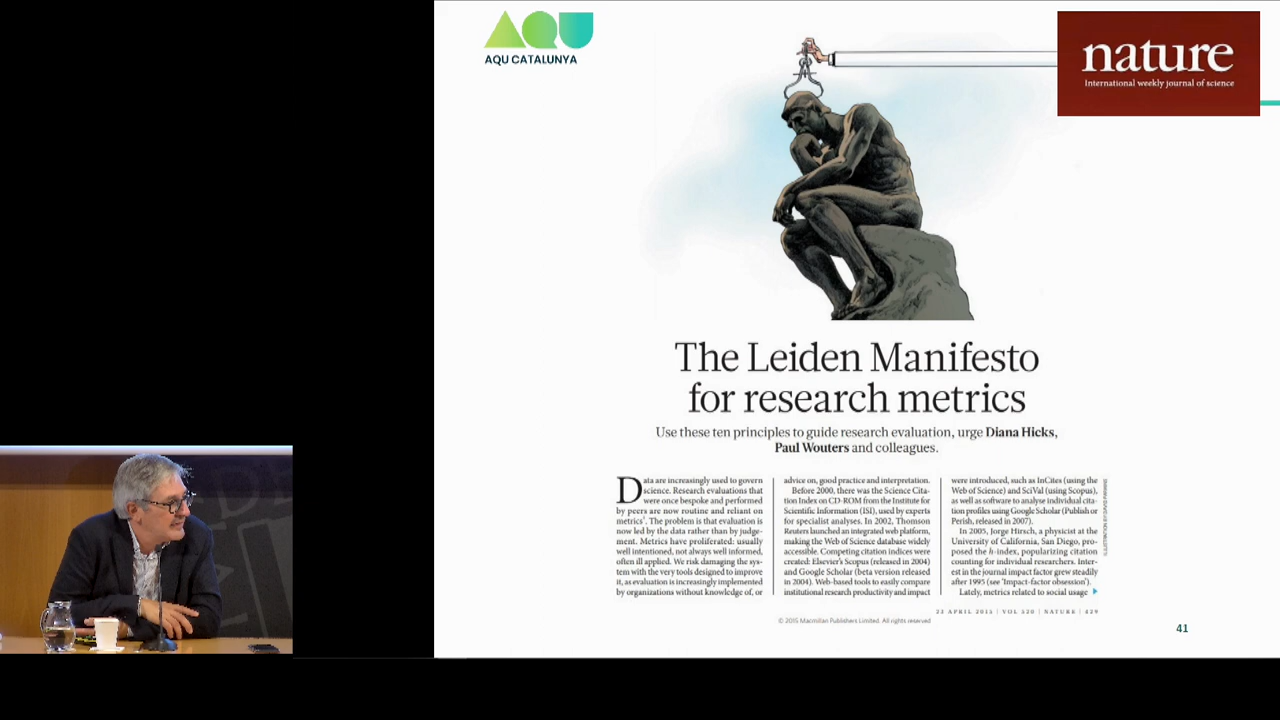 AQU
AQU CATALUNYA
nature
International weekly journal of science
The Leiden Manifesto
for research metrics
Use these ten principles to guide research evaluation, urge Diana Hicks,
Paul Wouters and colleagues.
Data are increasingly used to govern
science. Research evaluations that
were once bespoke and performed
by peers are now routine and reliant on
metrics¹. The problem is that evaluation is
now led by the data rather than by judge-
ment. Metrics have proliferated: usually
well intentioned, not always well informed,
often ill applied. We risk damaging the sys-
tem with the very tools designed to improve
it, as evaluation is increasingly implemented
by organizations without knowledge of, or
advice on, good practice and interpretation.
Before 2000, there was the Science Cita-
tion Index on CD-ROM from the Institute for
Scientific Information (ISI), used by experts
for specialist analyses. In 2002, Thomson
Reuters launched an integrated web platform,
making the Web of Science database widely
accessible. Competing citation indices were
created: Elsevier's Scopus (released in 2004)
and Google Scholar (beta version released
in 2004). Web-based tools to easily compare
institutional research productivity and impact
were introduced, such as InCites (using the
Web of Science) and SciVal (using Scopus),
as well as software to analyse individual cita-
tion profiles using Google Scholar (Publish or
Perish, released in 2007).
In 2005, Jorge Hirsch, a physicist at the
University of California, San Diego, pro-
posed the h-index, popularizing citation
counting for individual researchers. Inter-
est in the journal impact factor grew steadily
after 1995 (see 'Impact-factor obsession').
Lately, metrics related to social usage
23 APRIL 2015 | VOL 520 | NATURE | 429
© 2015 Macmillan Publishers Limited. All rights reserved
41